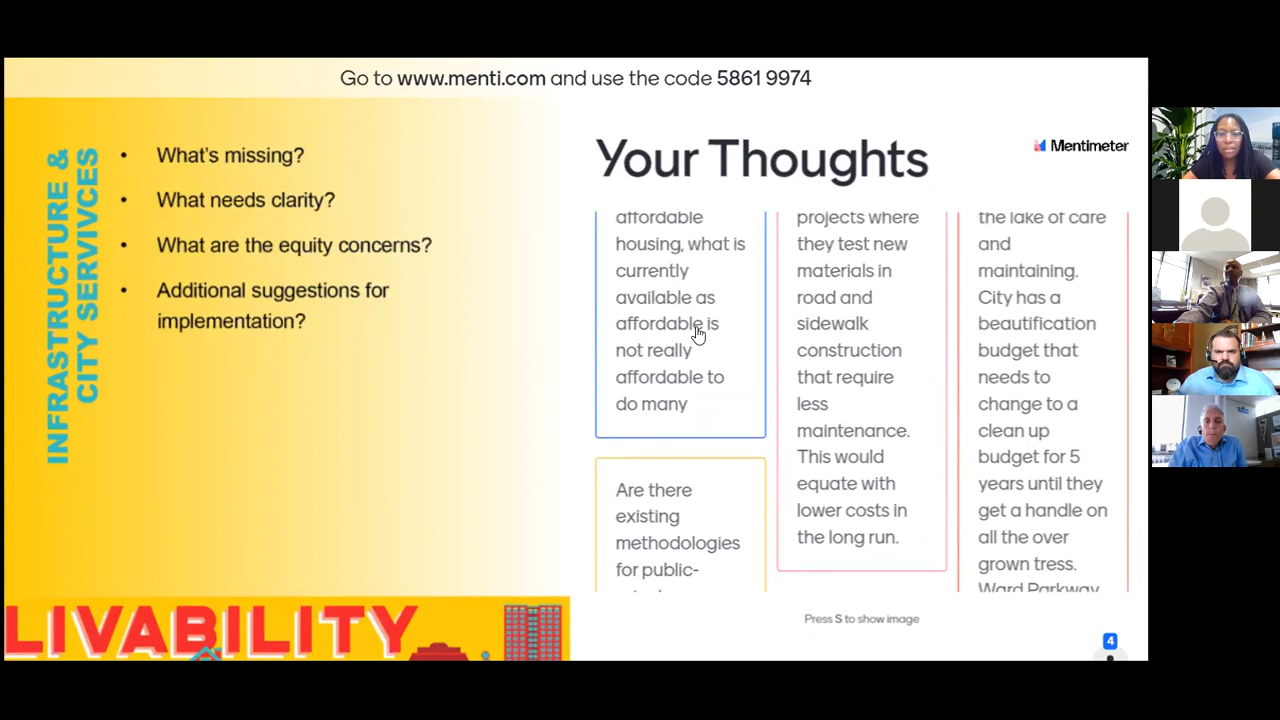 Go to www.menti.com and use the code 5861 9974
INFRASTRUCTURE &
CITY SERIVCES
• What's missing?
• What needs clarity?
• What are the equity concerns?
• Additional suggestions for
implementation?
Your Thoughts
Mentimeter
affordable
housing, what is
currently
available as
affordable is
not really
affordable to
do many
Are there
existing
methodologies
for public-
projects where
they test new
materials in
road and
sidewalk
construction
that require
less
maintenance.
This would
equate with
lower costs in
the long run.
the lake of care
and
maintaining.
City has a
beautification
budget that
needs to
change to a
clean up
budget for 5
years until they
get a handle on
all the over
grown tress.
Ward Parkway
Press S to show image
4
LIVABILITY